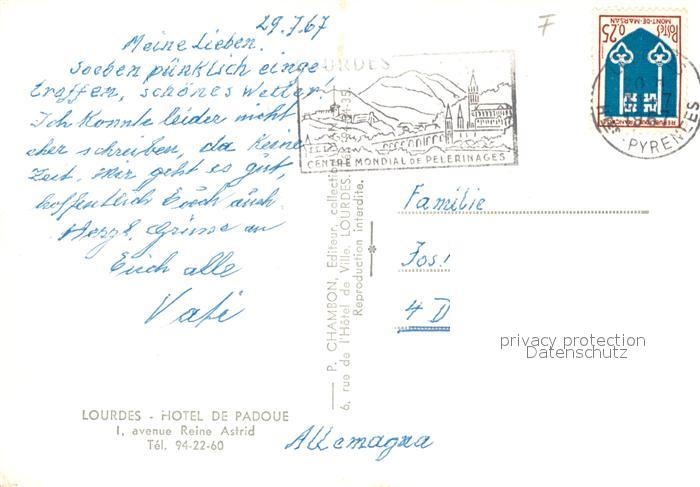 29.7.67
Meine Lieben.
Soeben pünklich einge
troffen, schönes Wetter!
Ich konnte leider nicht
eher schreiben, da keine
Zeit. Mir geht es gut,
hoffentlich Euch auch.
Herzl. Grüsse an
Euch alle
Vati
LOURDES - HOTEL DE PADOUE
1, avenue Reine Astrid
Tél. 94-22-60
P. CHAMBON, Editeur, collection
6, rue de l'Hôtel de Ville, LOURDES.
Reproduction interdite.
LOURDES
CENTRE MONDIAL DE PELERINAGES
F
0,25
Postes
MONT-DE-MARSAN
PYRENEES
Familie
Jos.
4 D
privacy protection
Datenschutz
Allemagna